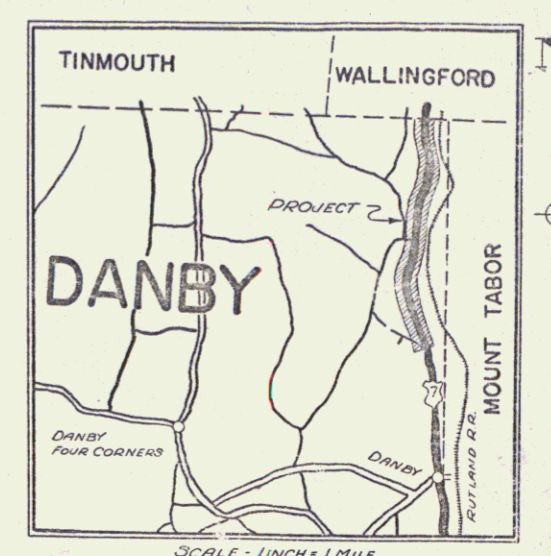 TINMOUTH
WALLINGFORD
PROJECT
DANBY
MOUNT TABOR
7
DANBY
FOUR CORNERS
DANBY
RUTLAND R.R.
SCALE - 1 INCH = 1 MILE
N